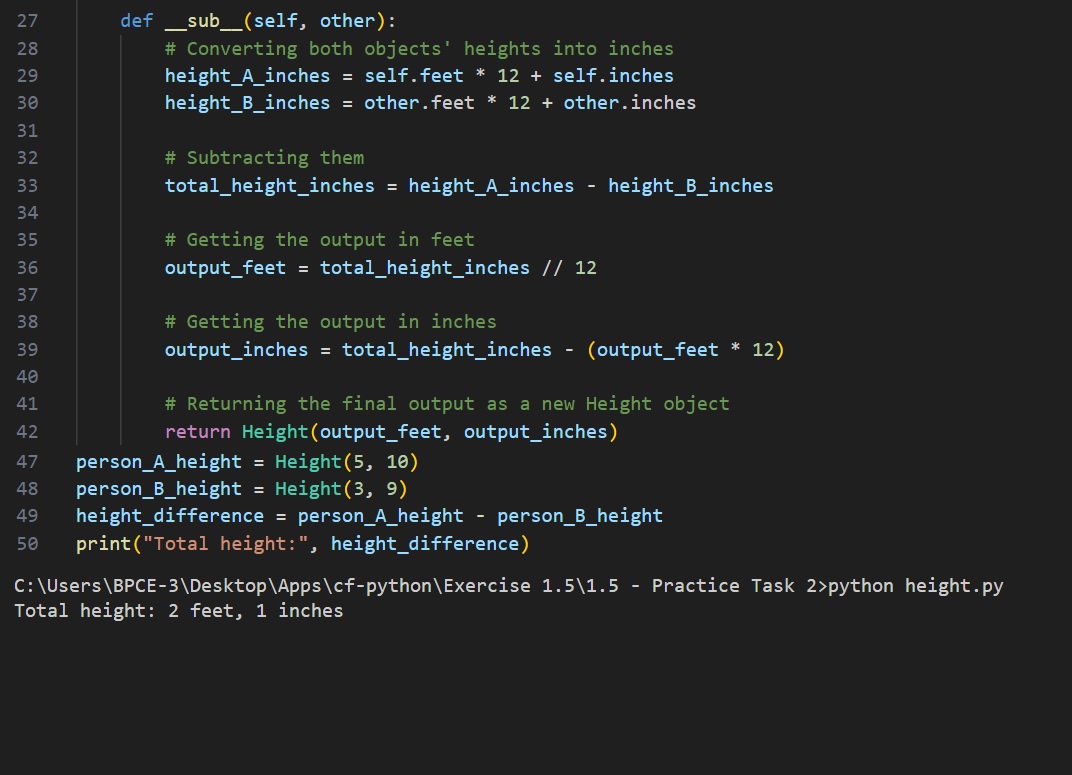 27 def __sub__(self, other):
28 # Converting both objects' heights into inches
29 height_A_inches = self.feet * 12 + self.inches
30 height_B_inches = other.feet * 12 + other.inches
31
32 # Subtracting them
33 total_height_inches = height_A_inches - height_B_inches
34
35 # Getting the output in feet
36 output_feet = total_height_inches // 12
37
38 # Getting the output in inches
39 output_inches = total_height_inches - (output_feet * 12)
40
41 # Returning the final output as a new Height object
42 return Height(output_feet, output_inches)
47 person_A_height = Height(5, 10)
48 person_B_height = Height(3, 9)
49 height_difference = person_A_height - person_B_height
50 print("Total height:", height_difference)
C:\Users\BPCE-3\Desktop\Apps\cf-python\Exercise 1.5\1.5 - Practice Task 2>python height.py
Total height: 2 feet, 1 inches